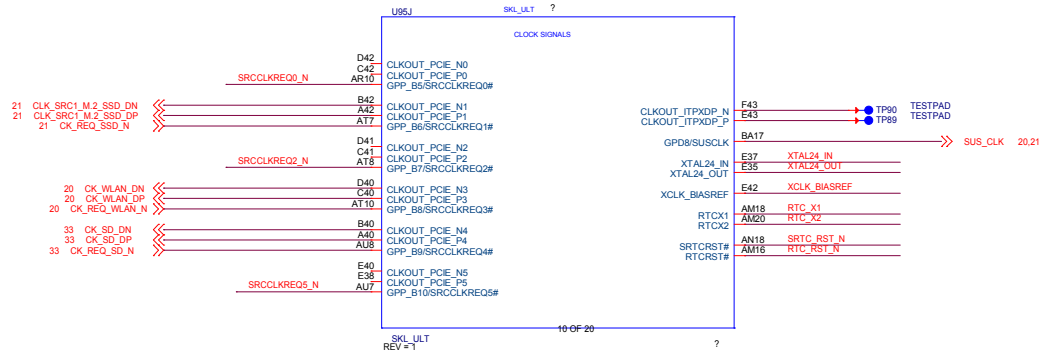 U95J SKL_ULT ?
CLOCK SIGNALS
D42 CLKOUT_PCIE_N0
C42 CLKOUT_PCIE_P0
SRCCLKREQ0_N AR10 GPP_B5/SRCCLKREQ0#
21 CLK_SRC1_M.2_SSD_DN B42 CLKOUT_PCIE_N1
21 CLK_SRC1_M.2_SSD_DP A42 CLKOUT_PCIE_P1
21 CK_REQ_SSD_N AT7 GPP_B6/SRCCLKREQ1#
CLKOUT_ITPXDP_N F43 TP90 TESTPAD
CLKOUT_ITPXDP_P E43 TP89 TESTPAD
D41 CLKOUT_PCIE_N2
C41 CLKOUT_PCIE_P2
SRCCLKREQ2_N AT8 GPP_B7/SRCCLKREQ2#
GPD8/SUSCLK BA17 SUS_CLK 20,21
XTAL24_IN E37 XTAL24_IN
XTAL24_OUT E35 XTAL24_OUT
20 CK_WLAN_DN D40 CLKOUT_PCIE_N3
20 CK_WLAN_DP C40 CLKOUT_PCIE_P3
20 CK_REQ_WLAN_N AT10 GPP_B8/SRCCLKREQ3#
XCLK_BIASREF E42 XCLK_BIASREF
RTCX1 AM18 RTC_X1
RTCX2 AM20 RTC_X2
33 CK_SD_DN B40 CLKOUT_PCIE_N4
33 CK_SD_DP A40 CLKOUT_PCIE_P4
33 CK_REQ_SD_N AU8 GPP_B9/SRCCLKREQ4#
SRTCRST# AN18 SRTC_RST_N
RTCRST# AM16 RTC_RST_N
E40 CLKOUT_PCIE_N5
E38 CLKOUT_PCIE_P5
SRCCLKREQ5_N AU7 GPP_B10/SRCCLKREQ5#
10 OF 20
SKL_ULT
REV = 1 ?